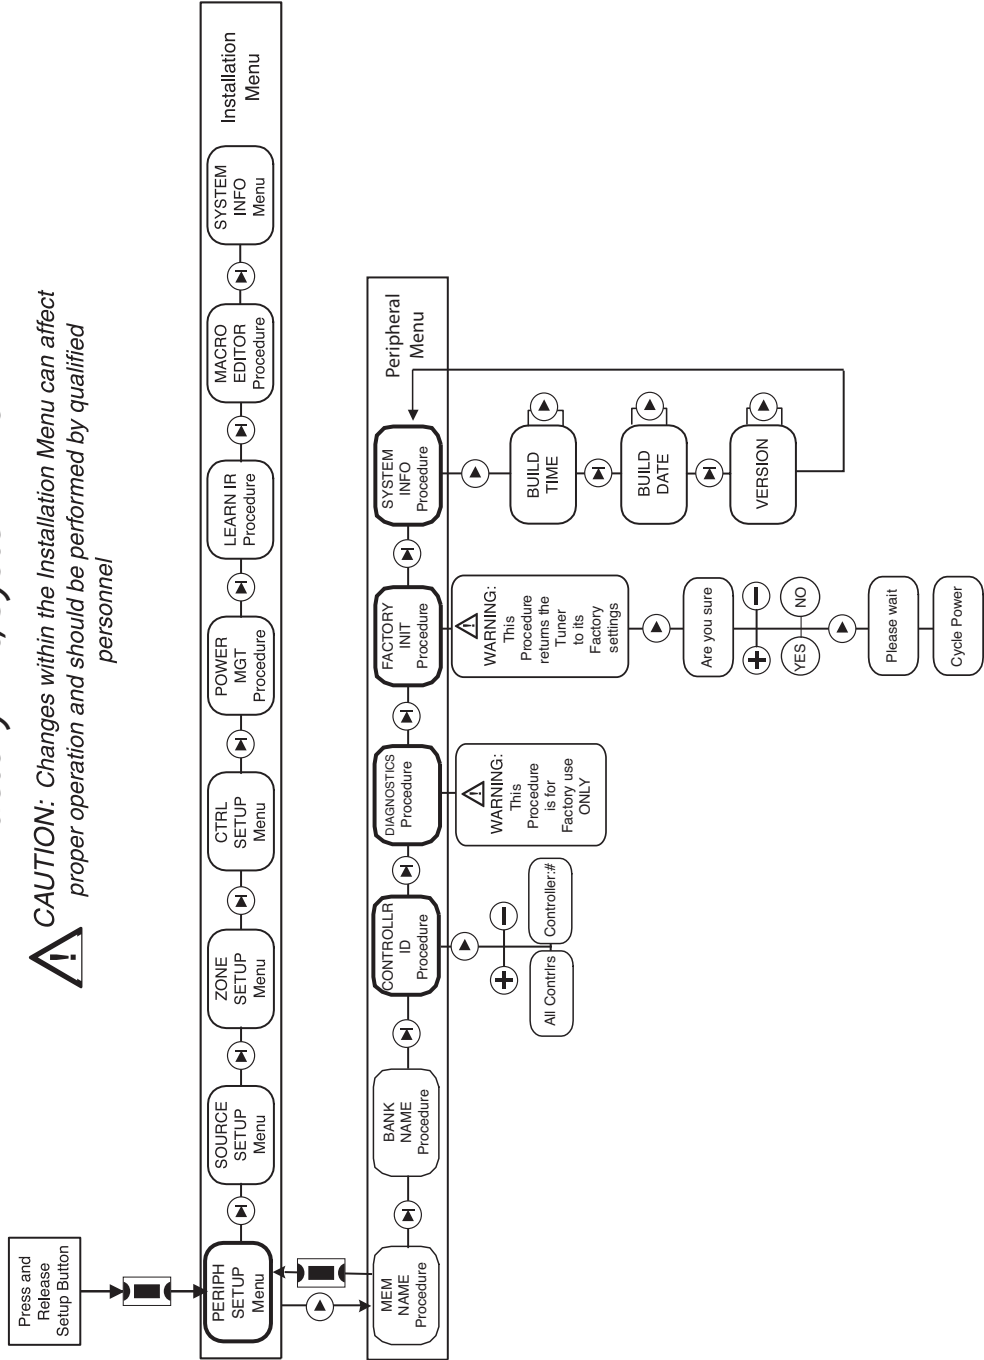 CAUTION: Changes within the Installation Menu can affect
proper operation and should be performed by qualified
personnel
Press and
Release
Setup Button
PERIPH
SETUP
Menu
SOURCE
SETUP
Menu
ZONE
SETUP
Menu
CTRL
SETUP
Menu
POWER
MGT
Procedure
LEARN IR
Procedure
MACRO
EDITOR
Procedure
SYSTEM
INFO
Menu
Installation
Menu
MEM
NAME
Procedure
BANK
NAME
Procedure
CONTROLLR
ID
Procedure
DIAGNOSTICS
Procedure
FACTORY
INIT
Procedure
SYSTEM
INFO
Procedure
Peripheral
Menu
All Contrlrs
Controller:#
WARNING:
This
Procedure
is for
Factory use
ONLY
WARNING:
This
Procedure
returns the
Tuner
to its
Factory
settings
Are you sure
YES
NO
Please wait
Cycle Power
BUILD
TIME
BUILD
DATE
VERSION